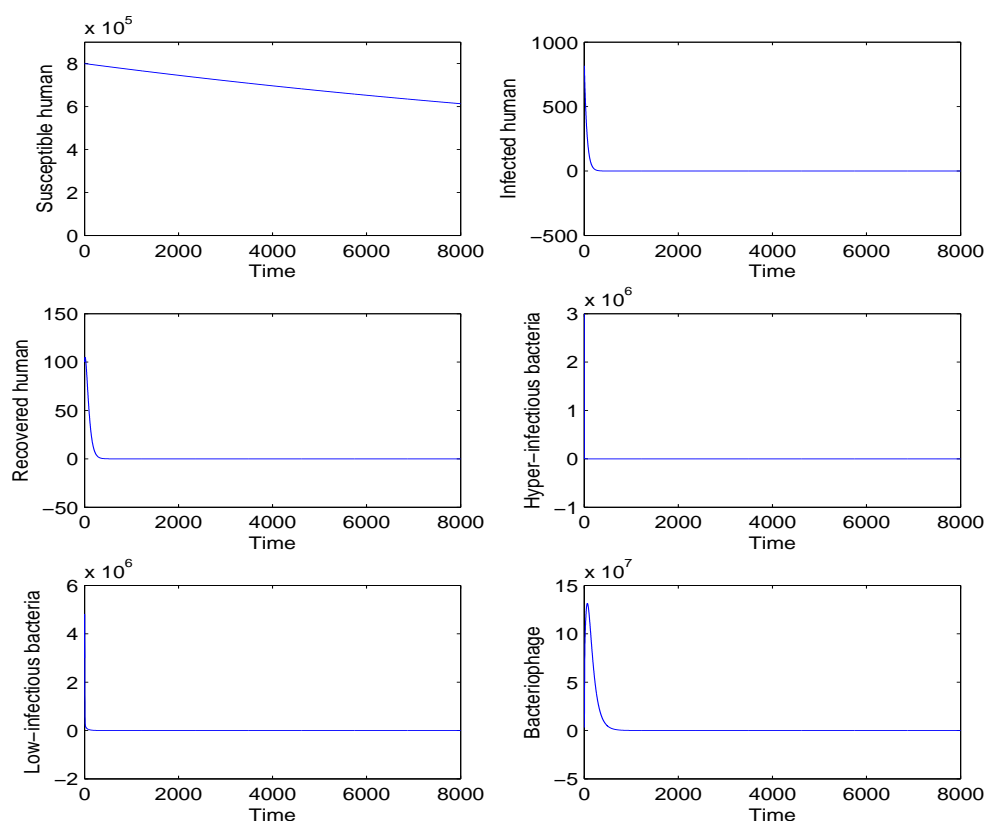 x 10^5
8
6
4
2
0
Susceptible human
0 2000 4000 6000 8000
Time
1000
500
0
−500
Infected human
0 2000 4000 6000 8000
Time
150
100
50
0
−50
Recovered human
0 2000 4000 6000 8000
Time
x 10^6
3
2
1
0
−1
Hyper−infectious bacteria
0 2000 4000 6000 8000
Time
x 10^6
6
4
2
0
−2
Low−infectious bacteria
0 2000 4000 6000 8000
Time
x 10^7
15
10
5
0
−5
Bacteriophage
0 2000 4000 6000 8000
Time